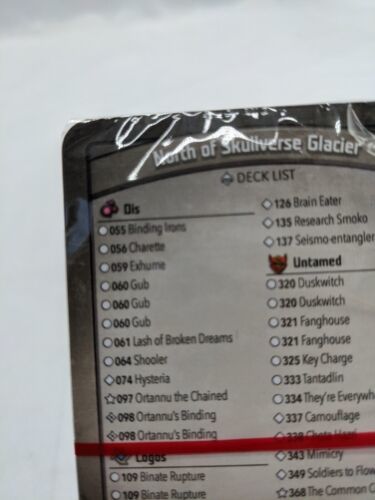 North of Skullverse Glacier
DECK LIST
Dis
055 Binding Irons
056 Charette
059 Exhume
060 Gub
060 Gub
060 Gub
061 Lash of Broken Dreams
064 Shooler
074 Hysteria
097 Ortannu the Chained
098 Ortannu's Binding
098 Ortannu's Binding
Logos
109 Binate Rupture
109 Binate Rupture
126 Brain Eater
135 Research Smoko
137 Seismo-entangler
Untamed
320 Duskwitch
320 Duskwitch
321 Fanghouse
321 Fanghouse
325 Key Charge
333 Tantadlin
334 They're Everywh
337 Camouflage
343 Mimicry
349 Soldiers to Flow
368 The Common C